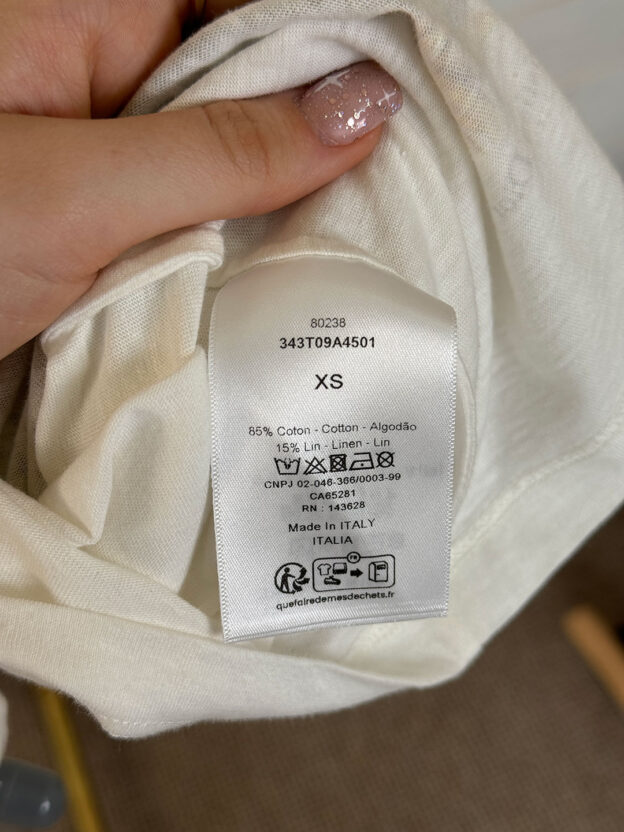 80238
343T09A4501
XS
85% Coton - Cotton - Algodão
15% Lin - Linen - Lin
CNPJ 02-046-366/0003-99
CA65281
RN : 143628
Made In ITALY
ITALIA
FR
quefairedemesdechets.fr